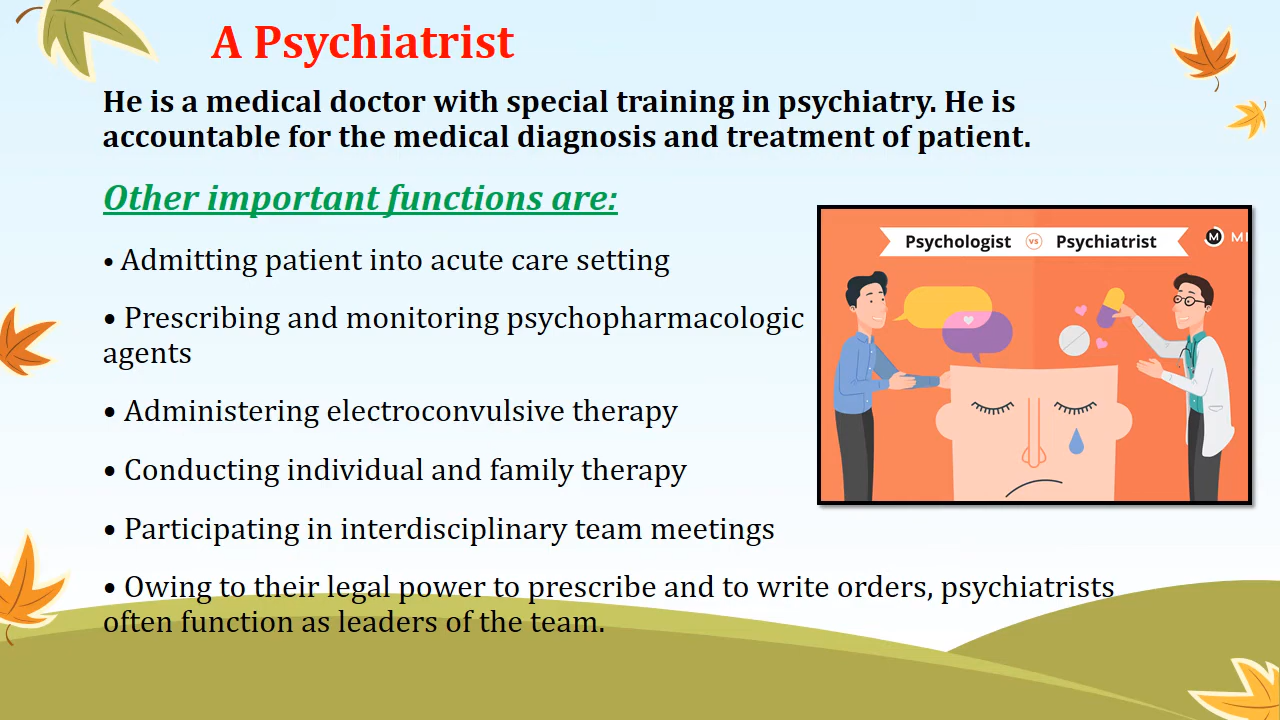 A Psychiatrist
He is a medical doctor with special training in psychiatry. He is
accountable for the medical diagnosis and treatment of patient.
Other important functions are:
• Admitting patient into acute care setting
• Prescribing and monitoring psychopharmacologic
agents
• Administering electroconvulsive therapy
• Conducting individual and family therapy
• Participating in interdisciplinary team meetings
• Owing to their legal power to prescribe and to write orders, psychiatrists
often function as leaders of the team.
Psychologist vs Psychiatrist
M